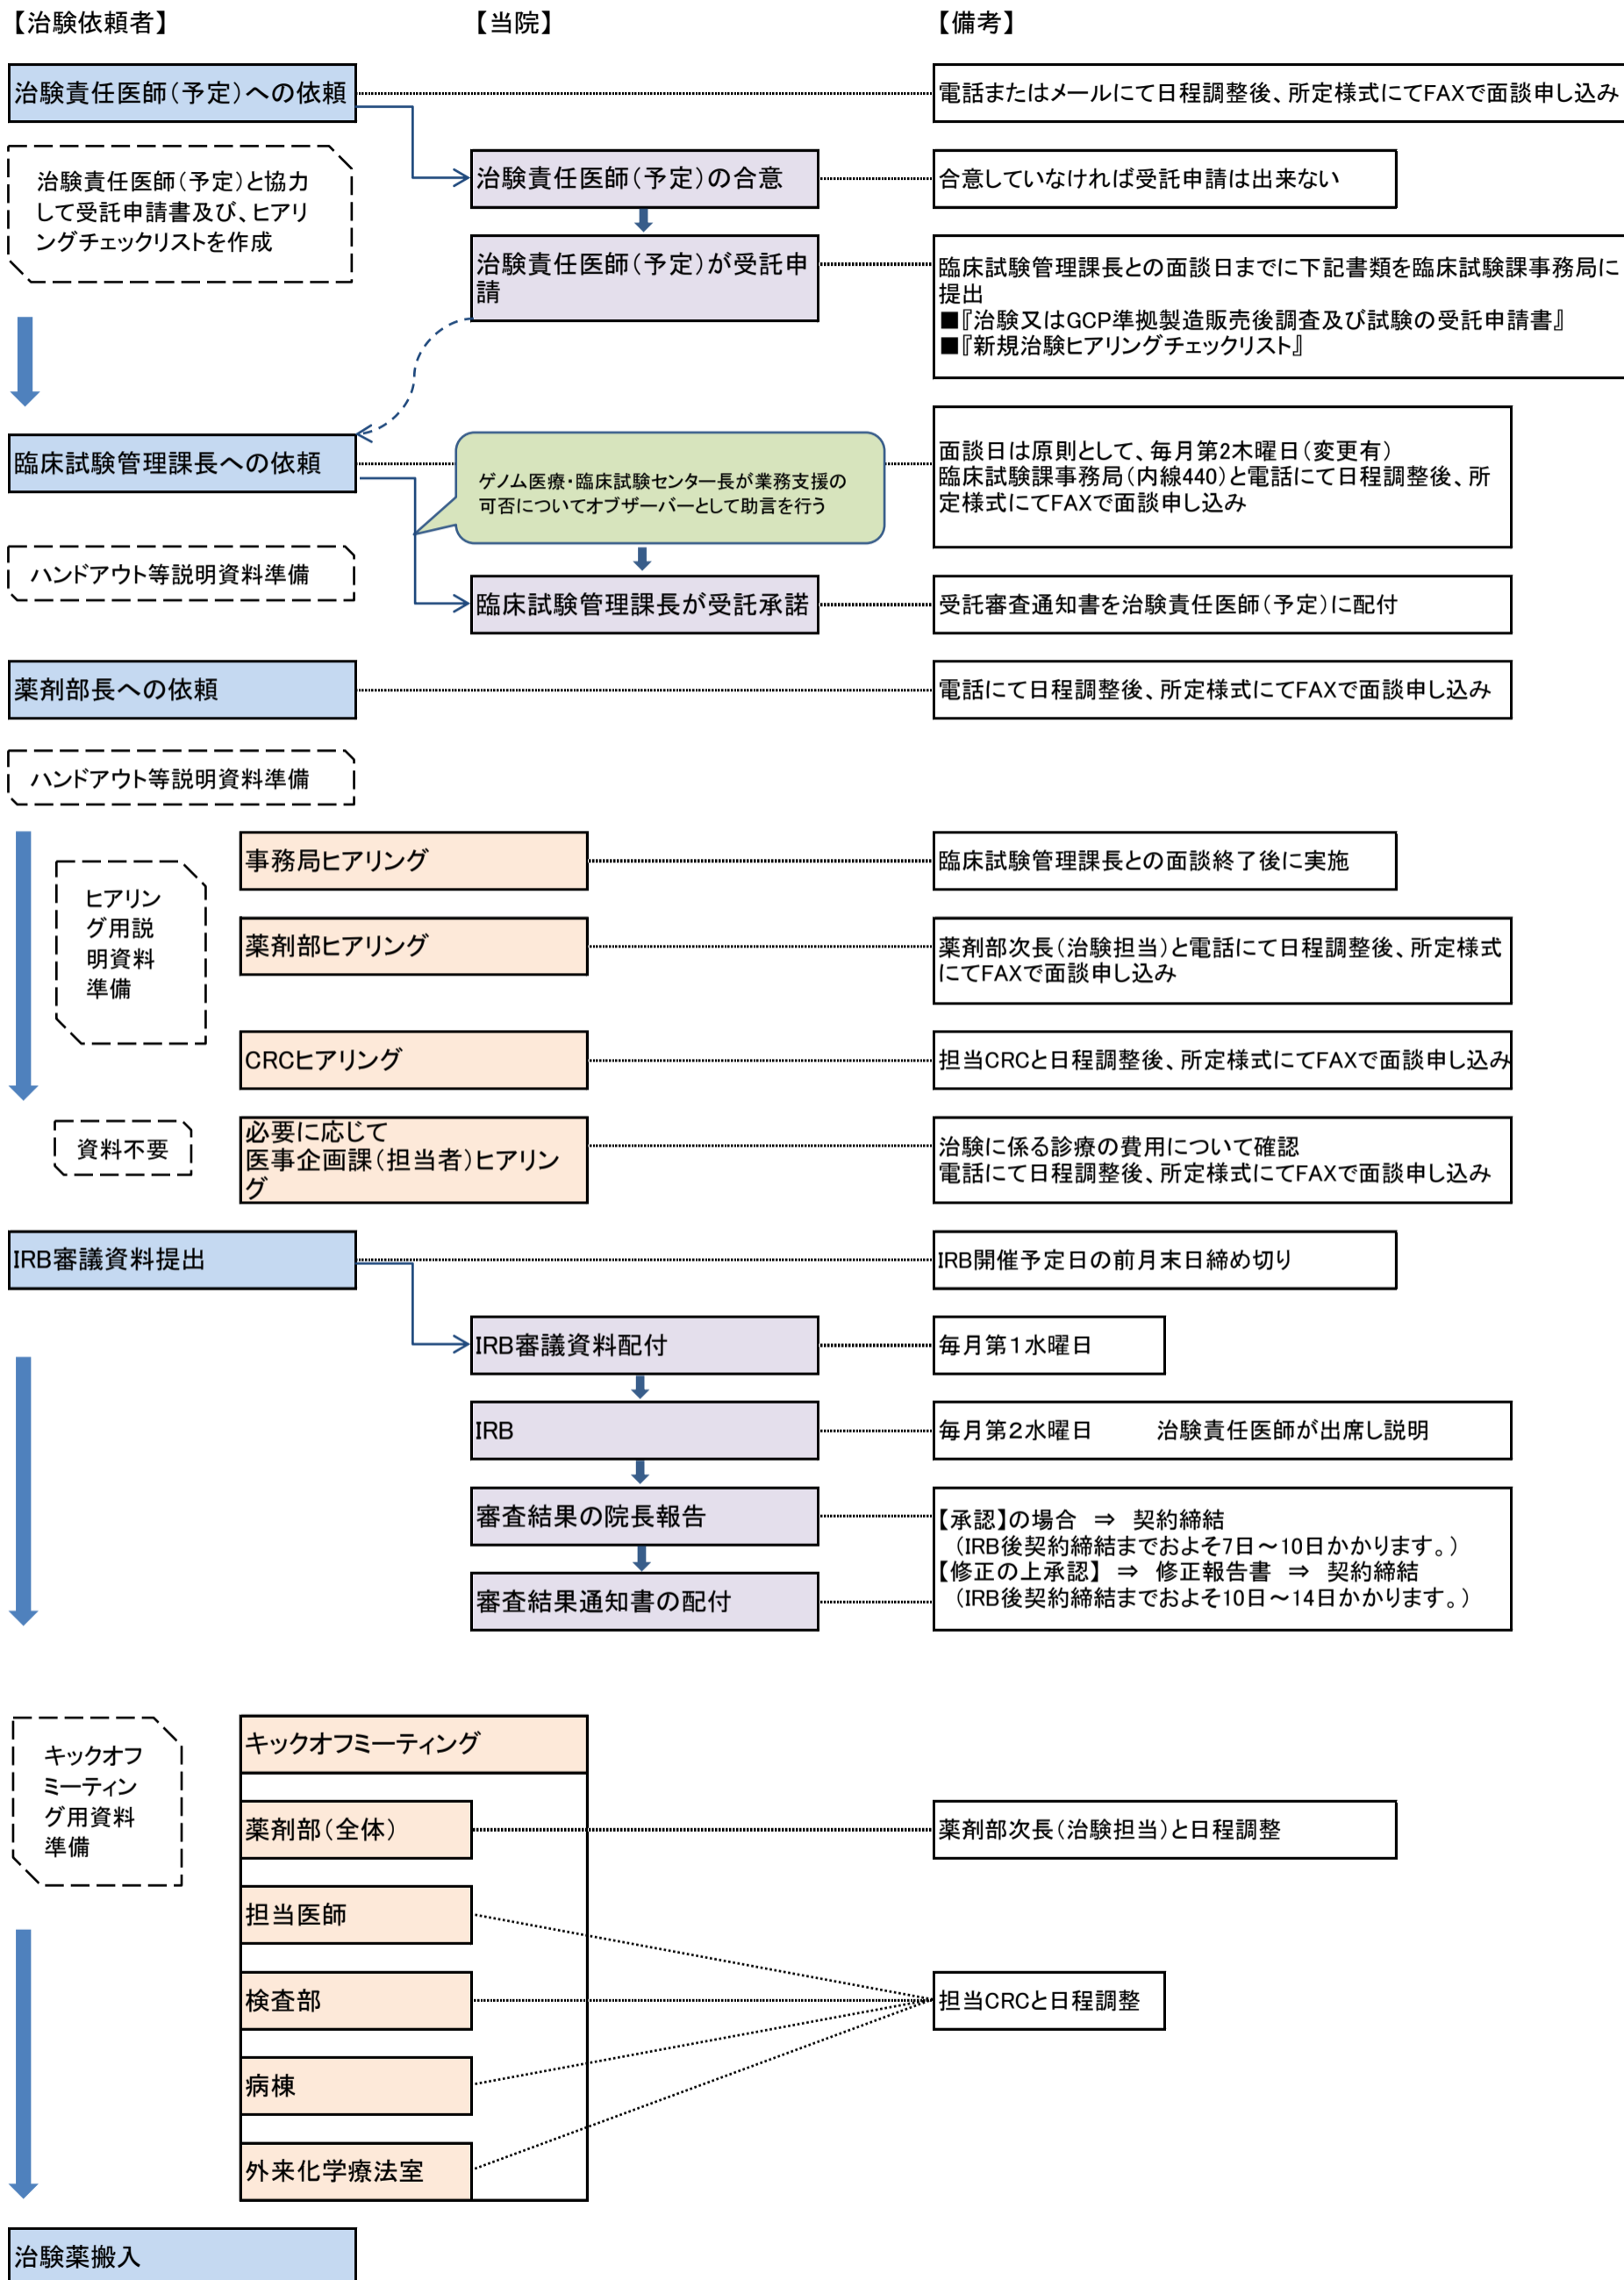 【治験依頼者】
【当院】
【備考】
治験責任医師（予定）への依頼
電話またはメールにて日程調整後、所定様式にてFAXで面談申し込み
治験責任医師（予定）と協力
して受託申請書及び、ヒアリ
ングチェックリストを作成
治験責任医師（予定）の合意
合意していなければ受託申請は出来ない
治験責任医師（予定）が受託申
請
臨床試験管理課長との面談日までに下記書類を臨床試験課事務局に
提出
■『治験又はGCP準拠製造販売後調査及び試験の受託申請書』
■『新規治験ヒアリングチェックリスト』
臨床試験管理課長への依頼
ゲノム医療・臨床試験センター長が業務支援の
可否についてオブザーバーとして助言を行う
面談日は原則として、毎月第2木曜日（変更有）
臨床試験課事務局（内線440）と電話にて日程調整後、所
定様式にてFAXで面談申し込み
ハンドアウト等説明資料準備
臨床試験管理課長が受託承諾
受託審査通知書を治験責任医師（予定）に配付
薬剤部長への依頼
電話にて日程調整後、所定様式にてFAXで面談申し込み
ハンドアウト等説明資料準備
ヒアリン
グ用説
明資料
準備
事務局ヒアリング
臨床試験管理課長との面談終了後に実施
薬剤部ヒアリング
薬剤部次長（治験担当）と電話にて日程調整後、所定様式
にてFAXで面談申し込み
CRCヒアリング
担当CRCと日程調整後、所定様式にてFAXで面談申し込み
資料不要
必要に応じて
医事企画課（担当者）ヒアリン
グ
治験に係る診療の費用について確認
電話にて日程調整後、所定様式にてFAXで面談申し込み
IRB審議資料提出
IRB開催予定日の前月末日締め切り
IRB審議資料配付
毎月第１水曜日
IRB
毎月第２水曜日　　　治験責任医師が出席し説明
審査結果の院長報告
【承認】の場合　⇒　契約締結
（IRB後契約締結までおよそ7日～10日かかります。）
【修正の上承認】　⇒　修正報告書　⇒　契約締結
（IRB後契約締結までおよそ10日～14日かかります。）
審査結果通知書の配付
キックオフ
ミーティン
グ用資料
準備
キックオフミーティング
薬剤部（全体）
薬剤部次長（治験担当）と日程調整
担当医師
検査部
担当CRCと日程調整
病棟
外来化学療法室
治験薬搬入